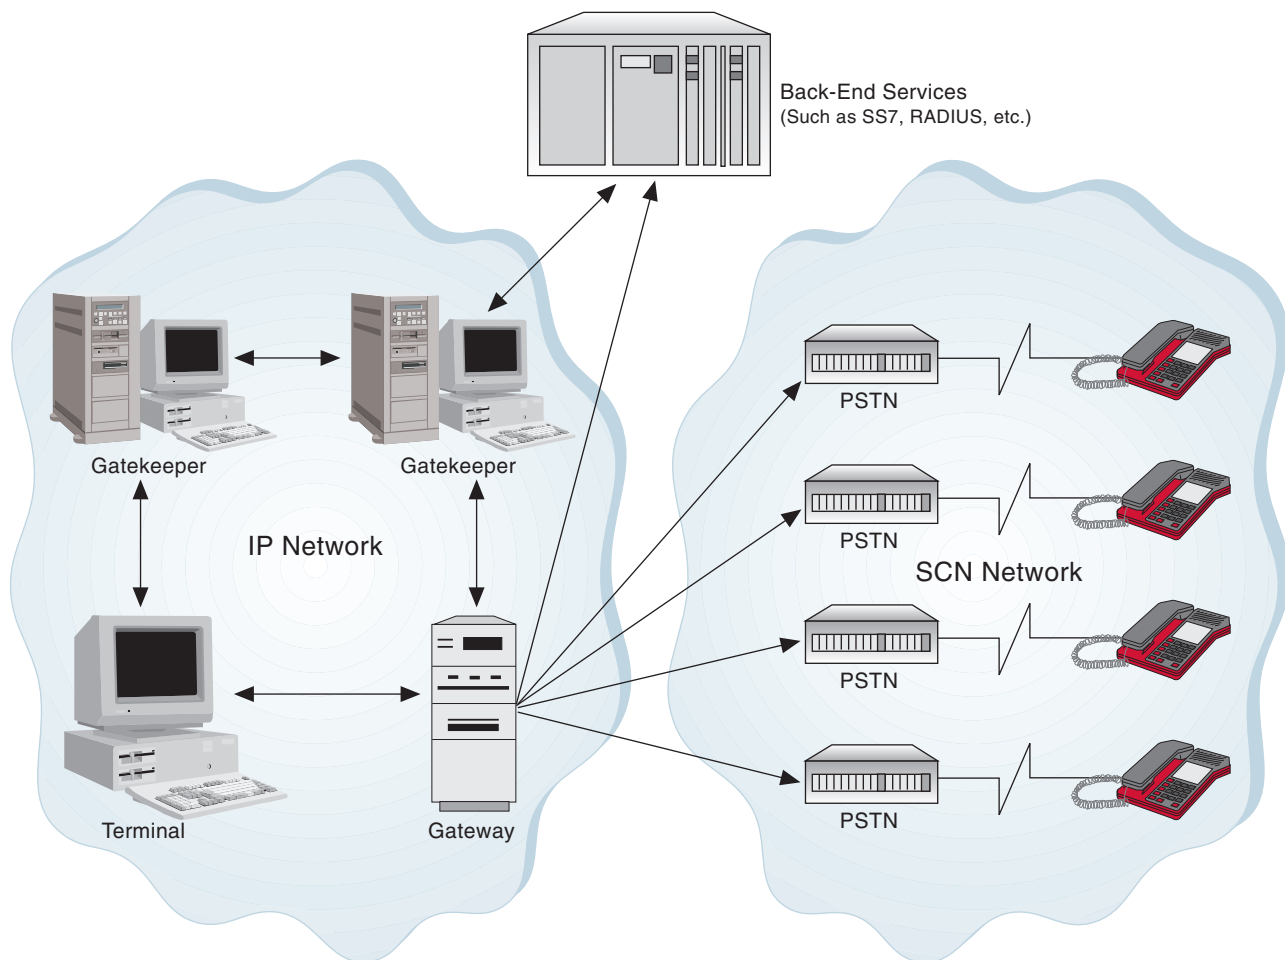 Back-End Services
(Such as SS7, RADIUS, etc.)
Gatekeeper
Gatekeeper
IP Network
Terminal
Gateway
PSTN
PSTN
SCN Network
PSTN
PSTN